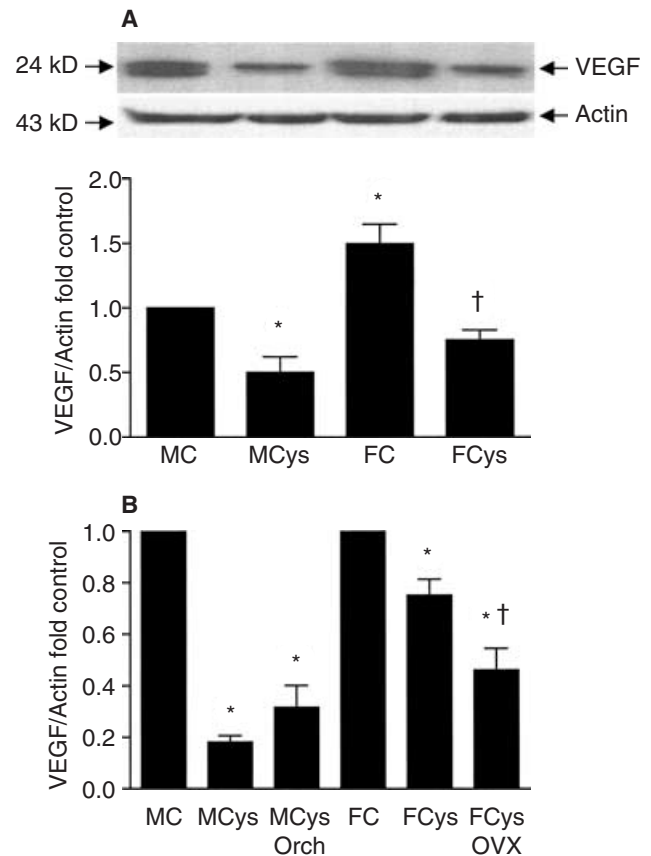 A
24 kD
VEGF
43 kD
Actin
VEGF/Actin fold control
2.0
*
1.5
†
1.0
*
0.5
0.0
MC MCys FC FCys
B
VEGF/Actin fold control
1.0
*
0.8
* †
0.6
*
0.4
*
0.2
0.0
MC MCys MCys FC FCys FCys
Orch OVX